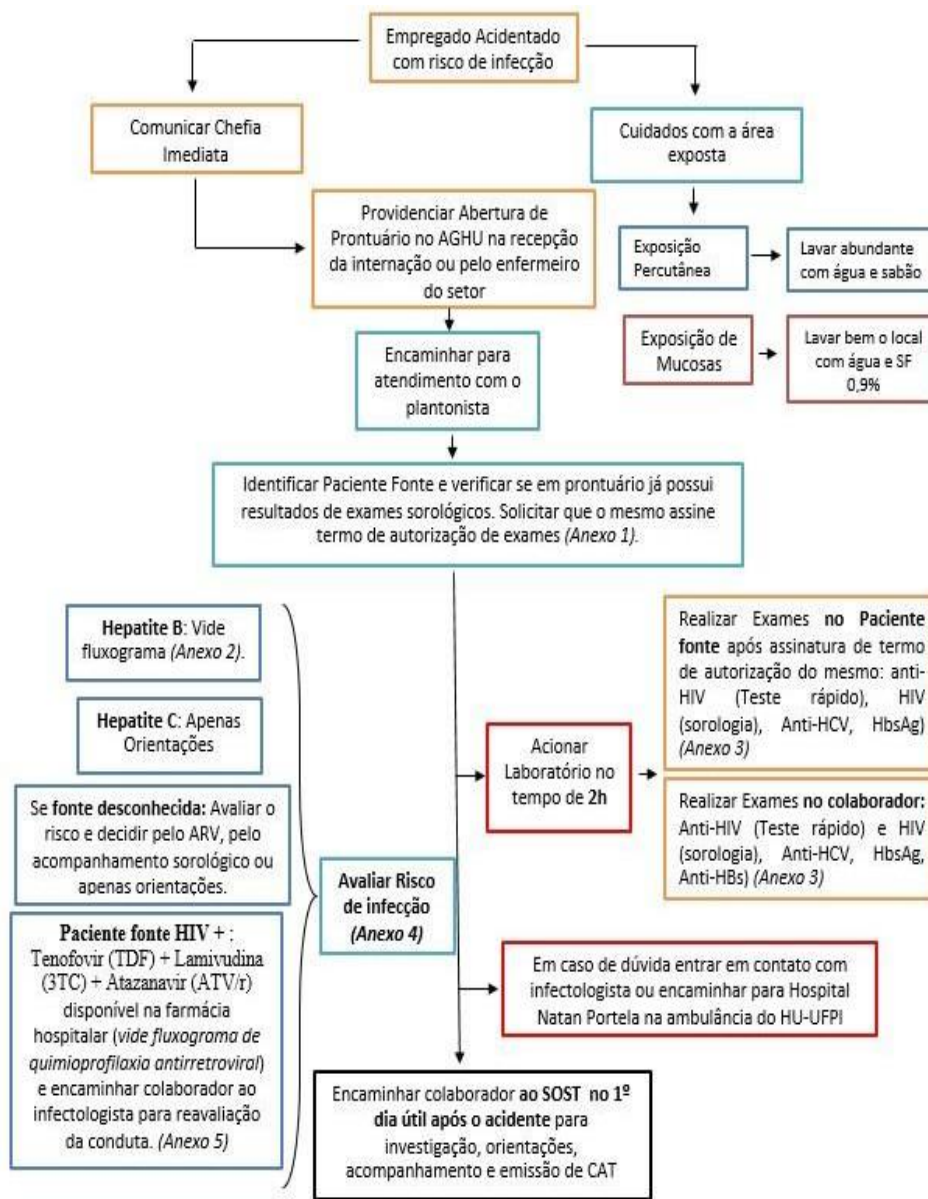 Empregado Acidentado
com risco de infecção
Comunicar Chefia
Imediata
Cuidados com a área
exposta
Providenciar Abertura de
Prontuário no AGHU na recepção
da internação ou pelo enfermeiro
do setor
Exposição
Percutânea
Lavar abundante
com água e sabão
Exposição de
Mucosas
Lavar bem o local
com água e SF
0,9%
Encaminhar para
atendimento com o
plantonista
Identificar Paciente Fonte e verificar se em prontuário já possui
resultados de exames sorológicos. Solicitar que o mesmo assine
termo de autorização de exames (Anexo 1).
Hepatite B: Vide
fluxograma (Anexo 2).
Hepatite C: Apenas
Orientações
Se fonte desconhecida: Avaliar o
risco e decidir pelo ARV, pelo
acompanhamento sorológico ou
apenas orientações.
Paciente fonte HIV + :
Tenofovir (TDF) + Lamivudina
(3TC) + Atazanavir (ATV/r)
disponível na farmácia
hospitalar (vide fluxograma de
quimioprofilaxia antirretroviral)
e encaminhar colaborador ao
infectologista para reavaliação
da conduta. (Anexo 5)
Avaliar Risco
de infecção
(Anexo 4)
Acionar
Laboratório no
tempo de 2h
Realizar Exames no Paciente
fonte após assinatura de termo
de autorização do mesmo: anti-
HIV (Teste rápido), HIV
(sorologia), Anti-HCV, HbsAg)
(Anexo 3)
Realizar Exames no colaborador:
Anti-HIV (Teste rápido) e HIV
(sorologia), Anti-HCV, HbsAg,
Anti-HBs) (Anexo 3)
Em caso de dúvida entrar em contato com
infectologista ou encaminhar para Hospital
Natan Portela na ambulância do HU-UFPI
Encaminhar colaborador ao SOST no 1º
dia útil após o acidente para
investigação, orientações,
acompanhamento e emissão de CAT